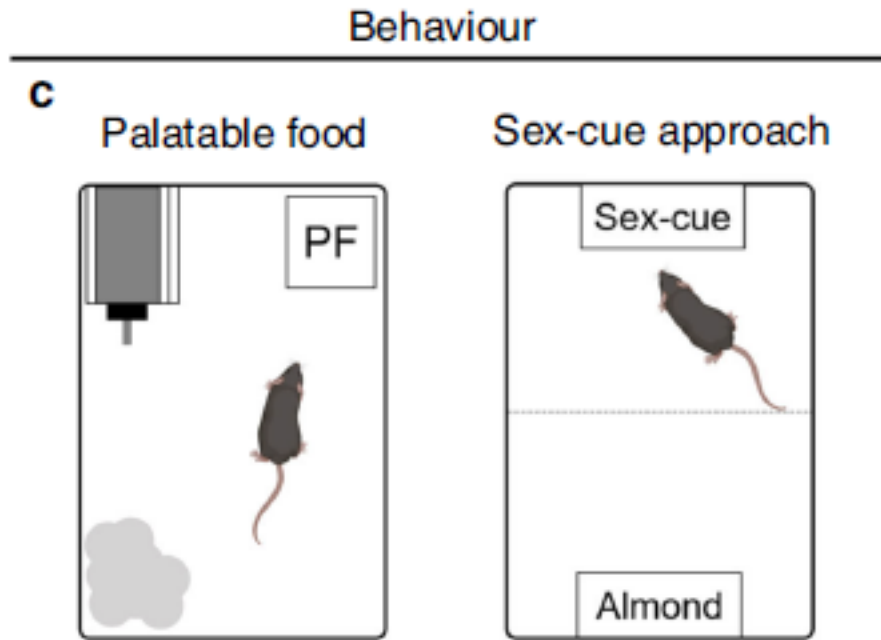 Behaviour
c
Palatable food
Sex-cue approach
PF
Sex-cue
Almond